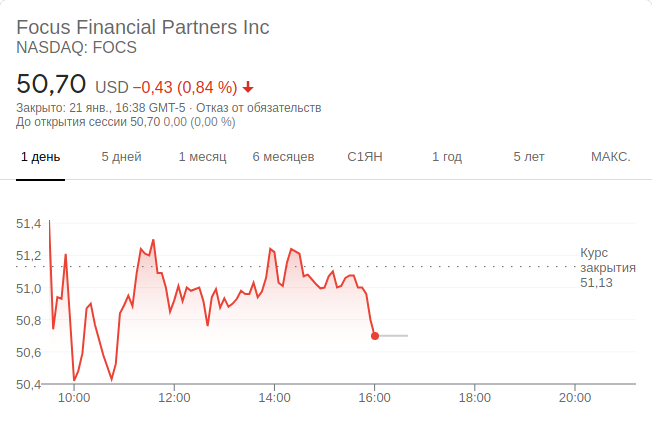 Focus Financial Partners Inc
NASDAQ: FOCS
50,70 USD −0,43 (0,84 %)
Закрыто: 21 янв., 16:38 GMT-5 · Отказ от обязательств
До открытия сессии 50,70 0,00 (0,00 %)
1 день 5 дней 1 месяц 6 месяцев С1ЯН 1 год 5 лет МАКС.
51,4
51,2
51,0
50,8
50,6
50,4
Курс
закрытия
51,13
10:00 12:00 14:00 16:00 18:00 20:00